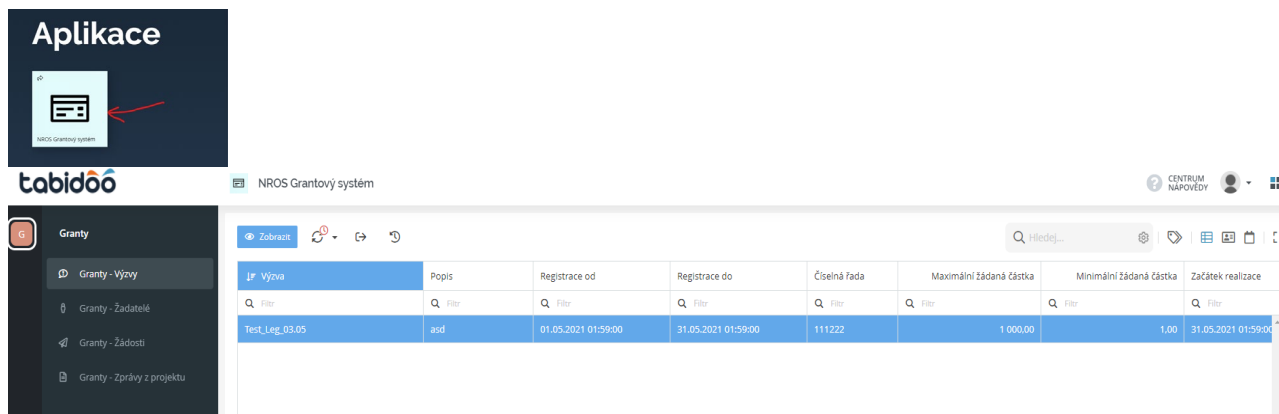 Aplikace
NROS Grantový systém
tabidoo
NROS Grantový systém
CENTRUM
NÁPOVĚDY
G
Granty
Granty - Výzvy
Granty - Žadatelé
Granty - Žádosti
Granty - Zprávy z projektu
Zobrazit
Hledej...
Výzva Popis Registrace od Registrace do Číselná řada Maximální žádaná částka Minimální žádaná částka Začátek realizace
Filtr Filtr Filtr Filtr Filtr Filtr Filtr Filtr
Test_Leg_03.05 asd 01.05.2021 01:59:00 31.05.2021 01:59:00 111222 1 000,00 1,00 31.05.2021 01:59:00